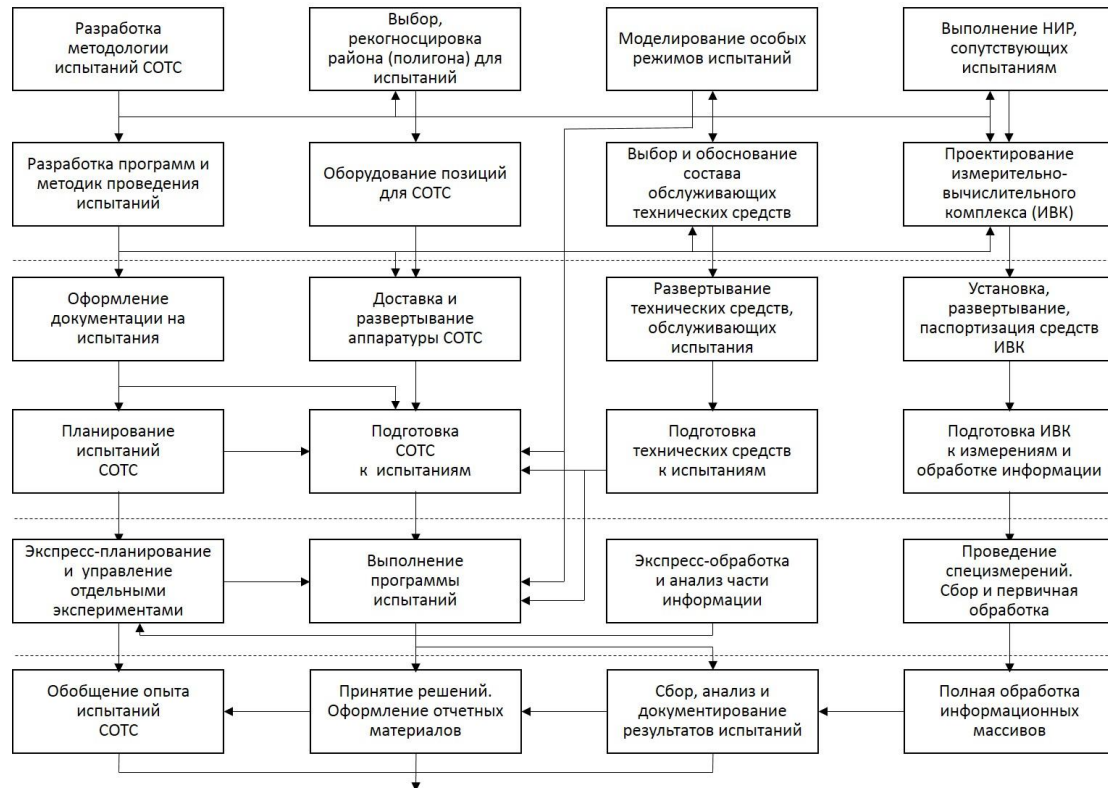 Разработка
методологии
испытаний СОТС
Выбор,
рекогносцировка
района (полигона) для
испытаний
Моделирование особых
режимов испытаний
Выполнение НИР,
сопутствующих
испытаниям
Разработка программ и
методик проведения
испытаний
Оборудование позиций
для СОТС
Выбор и обоснование
состава
обслуживающих
технических средств
Проектирование
измерительно-
вычислительного
комплекса (ИВК)
Оформление
документации на
испытания
Доставка и
развертывание
аппаратуры СОТС
Развертывание
технических средств,
обслуживающих
испытания
Установка,
развертывание,
паспортизация средств
ИВК
Планирование
испытаний
СОТС
Подготовка
СОТС
к испытаниям
Подготовка
технических средств
к испытаниям
Подготовка ИВК
к измерениям и
обработке информации
Экспресс-планирование
и управление
отдельными
экспериментами
Выполнение
программы
испытаний
Экспресс-обработка
и анализ части
информации
Проведение
специзмерений.
Сбор и первичная
обработка
Обобщение опыта
испытаний
СОТС
Принятие решений.
Оформление отчетных
материалов
Сбор, анализ и
документирование
результатов испытаний
Полная обработка
информационных
массивов